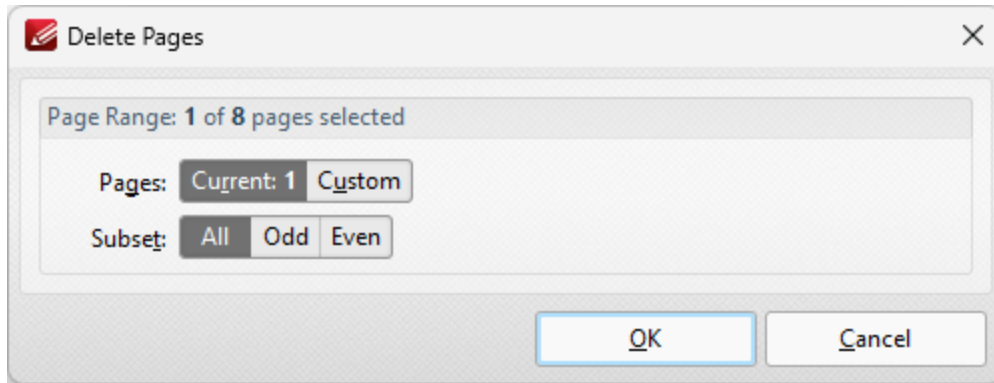 Delete Pages
Page Range: 1 of 8 pages selected
Pages: Current: 1 Custom
Subset: All Odd Even
OK Cancel